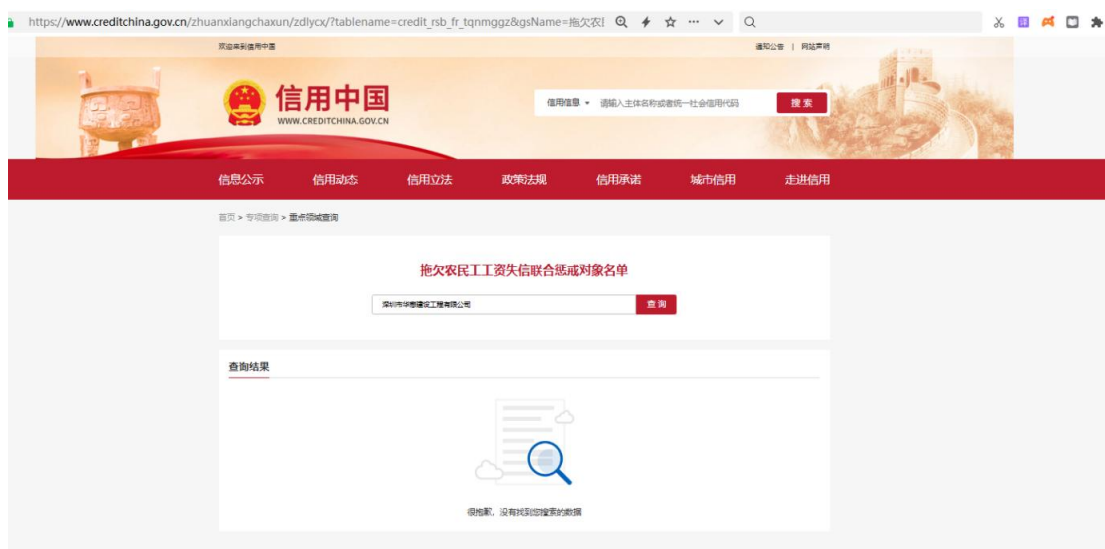 https://www.creditchina.gov.cn/zhuanxiangchaxun/zdlycx/?tablename=credit_rsb_fr_tqnmggz&gsName=拖欠农
欢迎来到信用中国
通知公告 | 网站声明
信用中国
WWW.CREDITCHINA.GOV.CN
信用信息 请输入主体名称或者统一社会信用代码 搜索
信息公示 信用动态 信用立法 政策法规 信用承诺 城市信用 走进信用
首页 > 专项查询 > 重点领域查询
拖欠农民工工资失信联合惩戒对象名单
深圳市华 建设工程有限公司 查询
查询结果
很抱歉,没有找到您搜索的数据